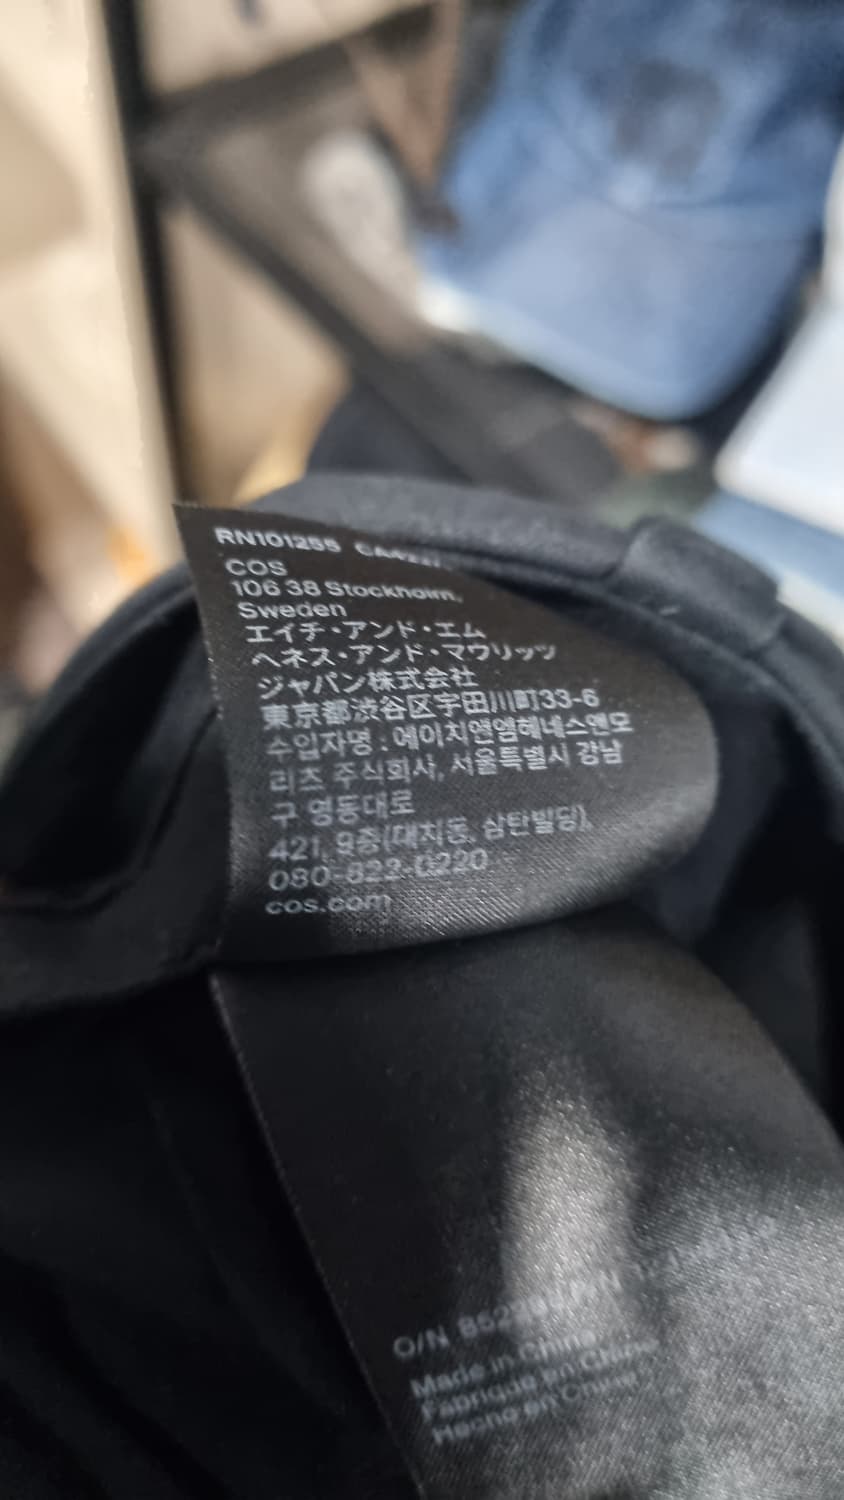 RN101255
COS
106 38 Stockholm,
Sweden
エイチ・アンド・エム
ヘネス・アンド・マウリッツ
ジャパン株式会社
東京都渋谷区宇田川町33-6
수입자명 : 에이치앤엠헤네스앤모
리츠 주식회사, 서울특별시 강남
구 영동대로
421, 9층(대치동, 삼탄빌딩),
080-822-0220
cos.com
O/N
Made in China
Fabriqué en Chine
Hecho en China